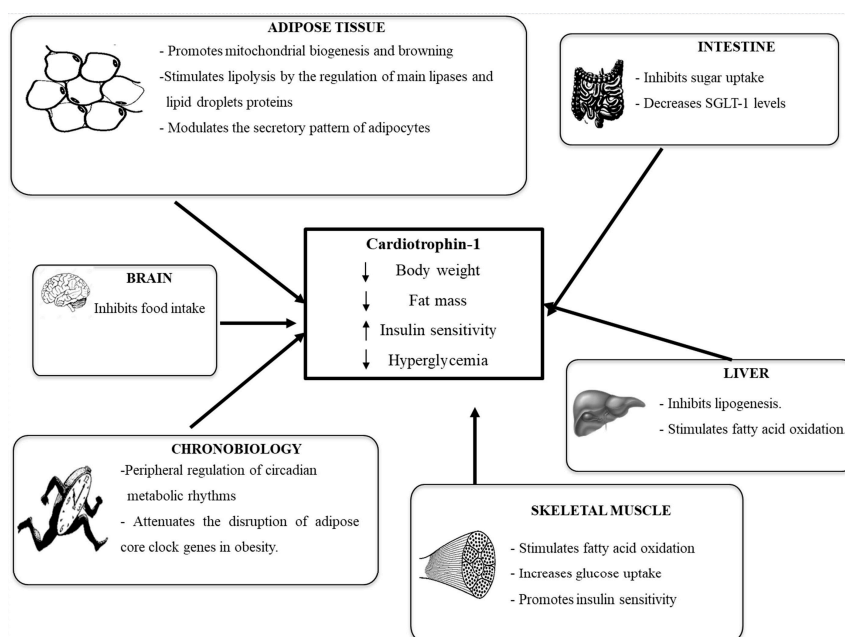 ADIPOSE TISSUE
- Promotes mitochondrial biogenesis and browning
-Stimulates lipolysis by the regulation of main lipases and
lipid droplets proteins
- Modulates the secretory pattern of adipocytes
INTESTINE
- Inhibits sugar uptake
- Decreases SGLT-1 levels
BRAIN
Inhibits food intake
Cardiotrophin-1
↓ Body weight
↓ Fat mass
↑ Insulin sensitivity
↓ Hyperglycemia
LIVER
- Inhibits lipogenesis.
- Stimulates fatty acid oxidation.
CHRONOBIOLOGY
-Peripheral regulation of circadian
metabolic rhythms
- Attenuates the disruption of adipose
core clock genes in obesity.
SKELETAL MUSCLE
- Stimulates fatty acid oxidation
- Increases glucose uptake
- Promotes insulin sensitivity